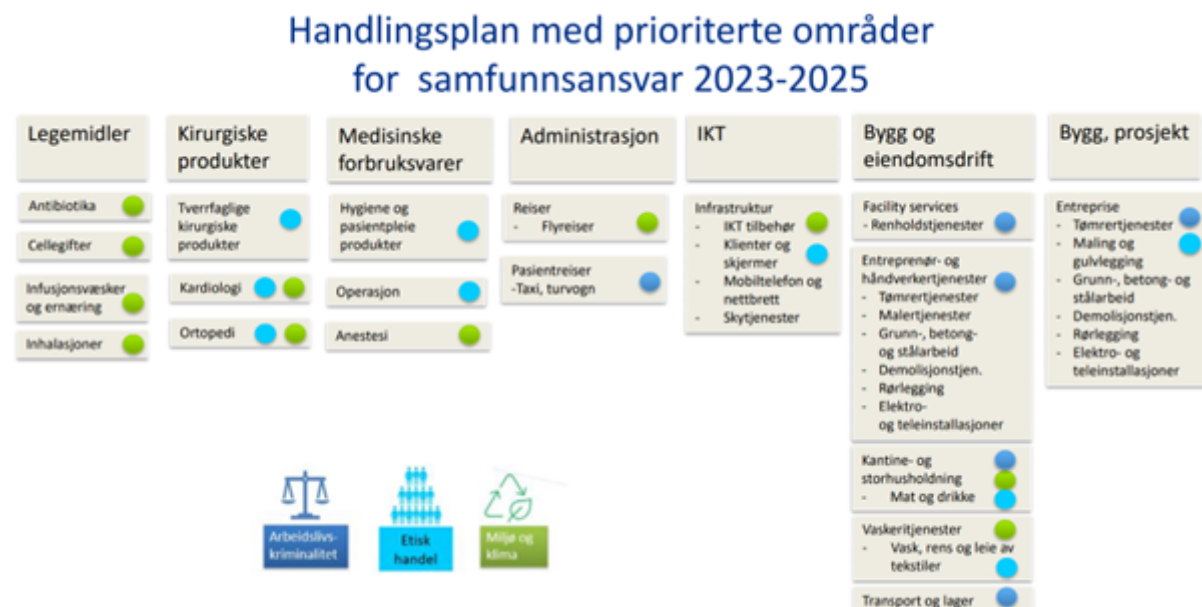 Handlingsplan med prioriterte områder
for samfunnsansvar 2023-2025
Legemidler
Antibiotika
Cellegifter
Infusjonsvæsker
og ernæring
Inhalasjoner
Kirurgiske
produkter
Tverrfaglige
kirurgiske
produkter
Kardiologi
Ortopedi
Medisinske
forbruksvarer
Hygiene og
pasientpleie
produkter
Operasjon
Anestesi
Administrasjon
Reiser
- Flyreiser
Pasientreiser
-Taxi, turvogn
IKT
Infrastruktur
- IKT tilbehør
- Klienter og
skjermer
- Mobiltelefon og
nettbrett
- Skytjenester
Bygg og
eiendomsdrift
Facility services
- Renholdstjenester
Entreprenør- og
håndverkertjenester
- Tømrertjenester
- Malertjenester
- Grunn-, betong-
og stålarbeid
- Demolisjonstjen.
- Rørlegging
- Elektro-
og teleinstallasjoner
Kantine- og
storhusholdning
- Mat og drikke
Vaskeritjenester
- Vask, rens og leie av
tekstiler
Transport og lager
Bygg, prosjekt
Entreprise
- Tømrertjenester
- Maling og
gulvlegging
- Grunn-, betong- og
stålarbeid
- Demolisjonstjen.
- Rørlegging
- Elektro- og
teleinstallasjoner
Arbeidslivs-
kriminalitet
Etisk
handel
Miljø og
klima